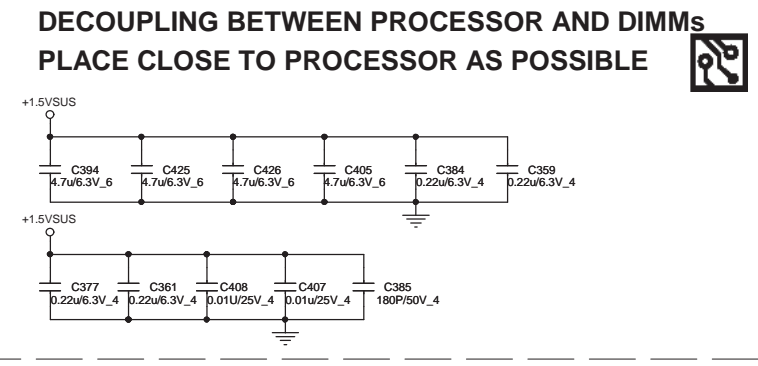 DECOUPLING BETWEEN PROCESSOR AND DIMMs
PLACE CLOSE TO PROCESSOR AS POSSIBLE
+1.5VSUS
C394 C425 C426 C405 C384 C359
4.7u/6.3V_6 4.7u/6.3V_6 4.7u/6.3V_6 4.7u/6.3V_6 0.22u/6.3V_4 0.22u/6.3V_4
+1.5VSUS
C377 C361 C408 C407 C385
0.22u/6.3V_4 0.22u/6.3V_4 0.01U/25V_4 0.01u/25V_4 180P/50V_4